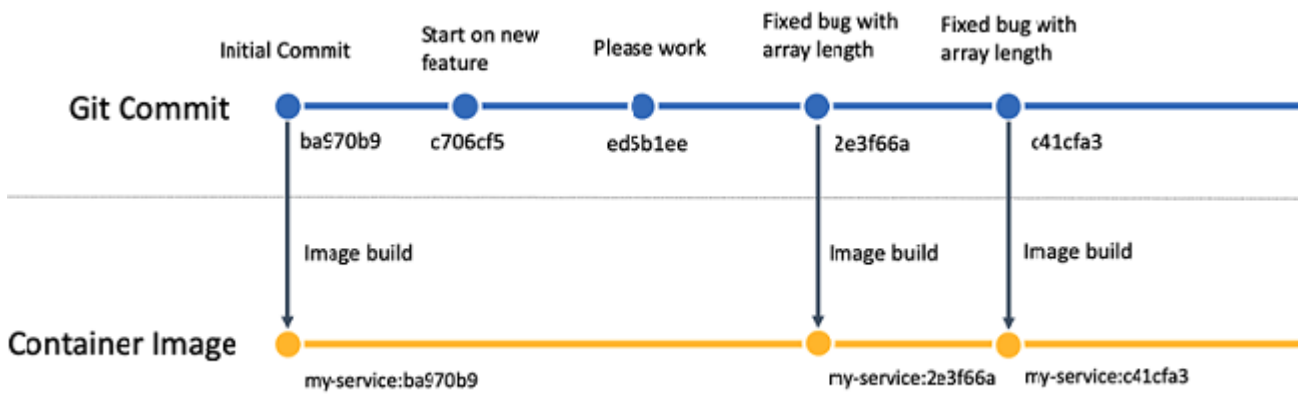 Initial Commit
Start on new
feature
Please work
Fixed bug with
array length
Fixed bug with
array length
Git Commit
ba970b9
c706cf5
ed5b1ee
2e3f66a
c41cfa3
Image build
Image build
Image build
Container Image
my-service:ba970b9
my-service:2e3f66a
my-service:c41cfa3